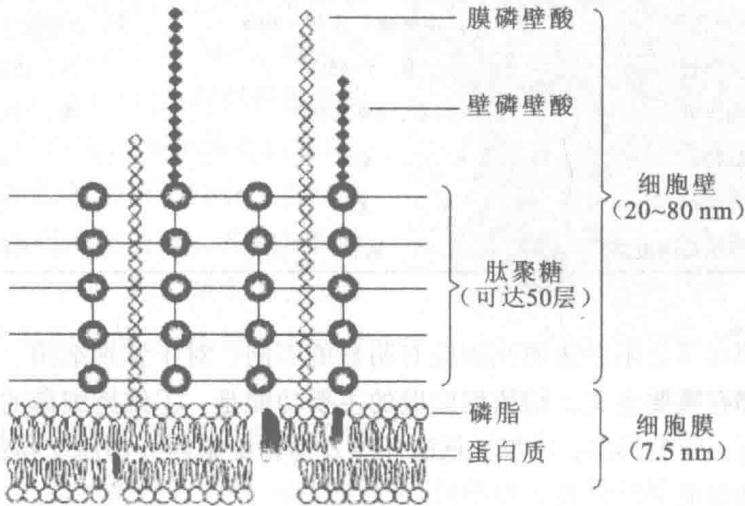 膜磷壁酸
壁磷壁酸
细胞壁
(20~80 nm)
肽聚糖
(可达50层)
磷脂
蛋白质
细胞膜
(7.5 nm)